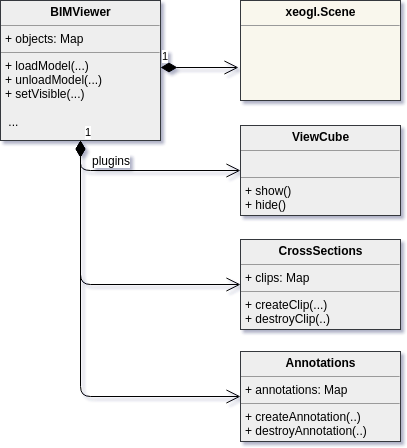 BIMViewer
+ objects: Map
+ loadModel(...)
+ unloadModel(...)
+ setVisible(...)
...
1
1
plugins
xeogl.Scene
ViewCube
+ show()
+ hide()
CrossSections
+ clips: Map
+ createClip(...)
+ destroyClip(..)
Annotations
+ annotations: Map
+ createAnnotation(..)
+ destroyAnnotation(..)